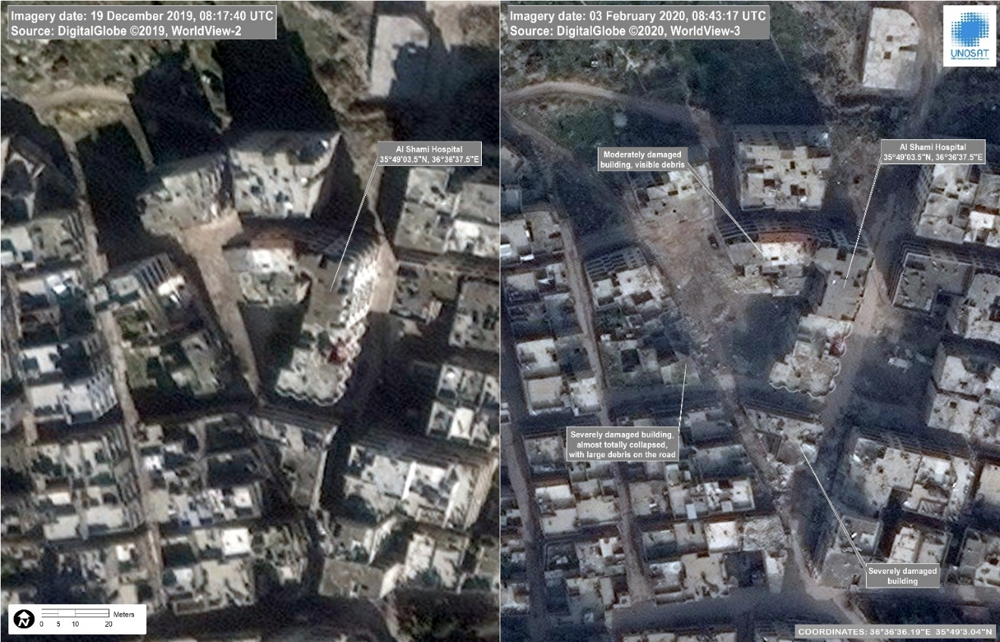 Imagery date: 19 December 2019, 08:17:40 UTC
Source: DigitalGlobe ©2019, WorldView-2
Al Shami Hospital
35°49'03.5"N, 36°36'37.5"E
N
Meters
0 5 10 20
Imagery date: 03 February 2020, 08:43:17 UTC
Source: DigitalGlobe ©2020, WorldView-3
UNOSAT
Moderately damaged
building, visible debris
Al Shami Hospital
35°49'03.5"N, 36°36'37.5"E
Severely damaged building,
almost totally collapsed,
with large debris on the road
Severely damaged
building
COORDINATES: 36°36'36.19"E 35°49'3.04"N